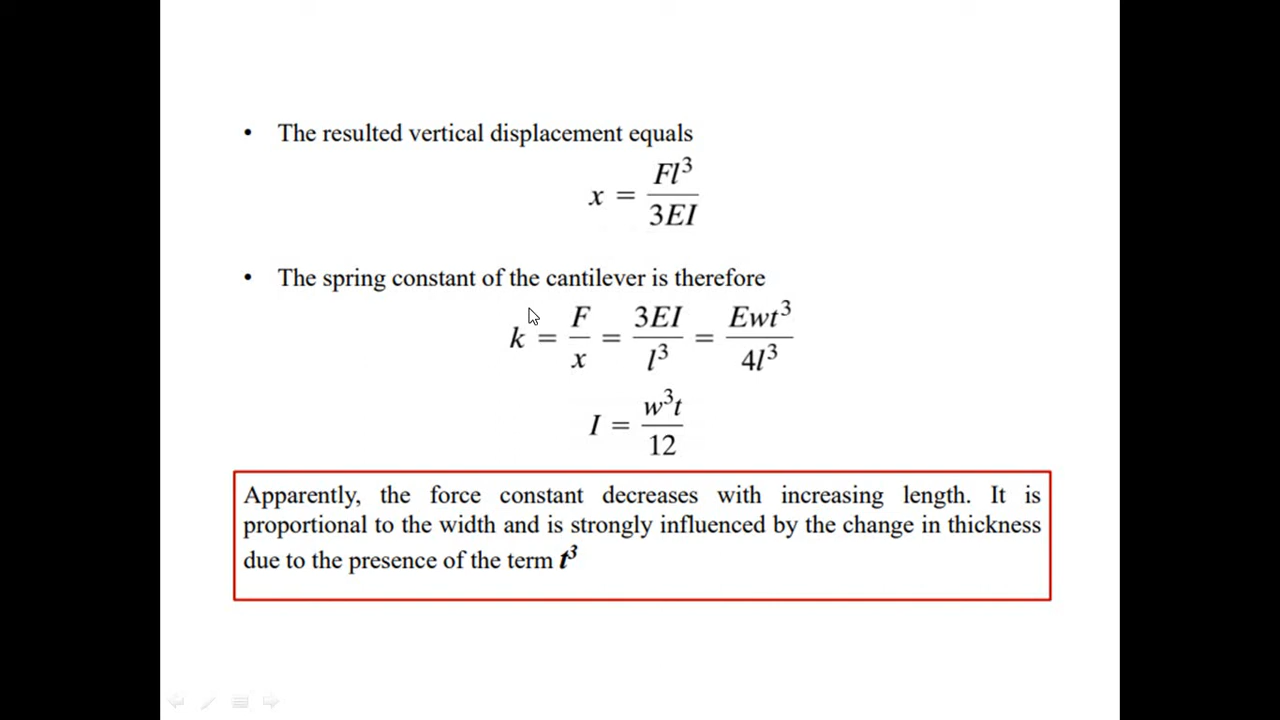 • The resulted vertical displacement equals
x = Fl³ / 3EI
• The spring constant of the cantilever is therefore
k = F / x = 3EI / l³ = Ewt³ / 4l³
I = w³t / 12
Apparently, the force constant decreases with increasing length. It is
proportional to the width and is strongly influenced by the change in thickness
due to the presence of the term t³